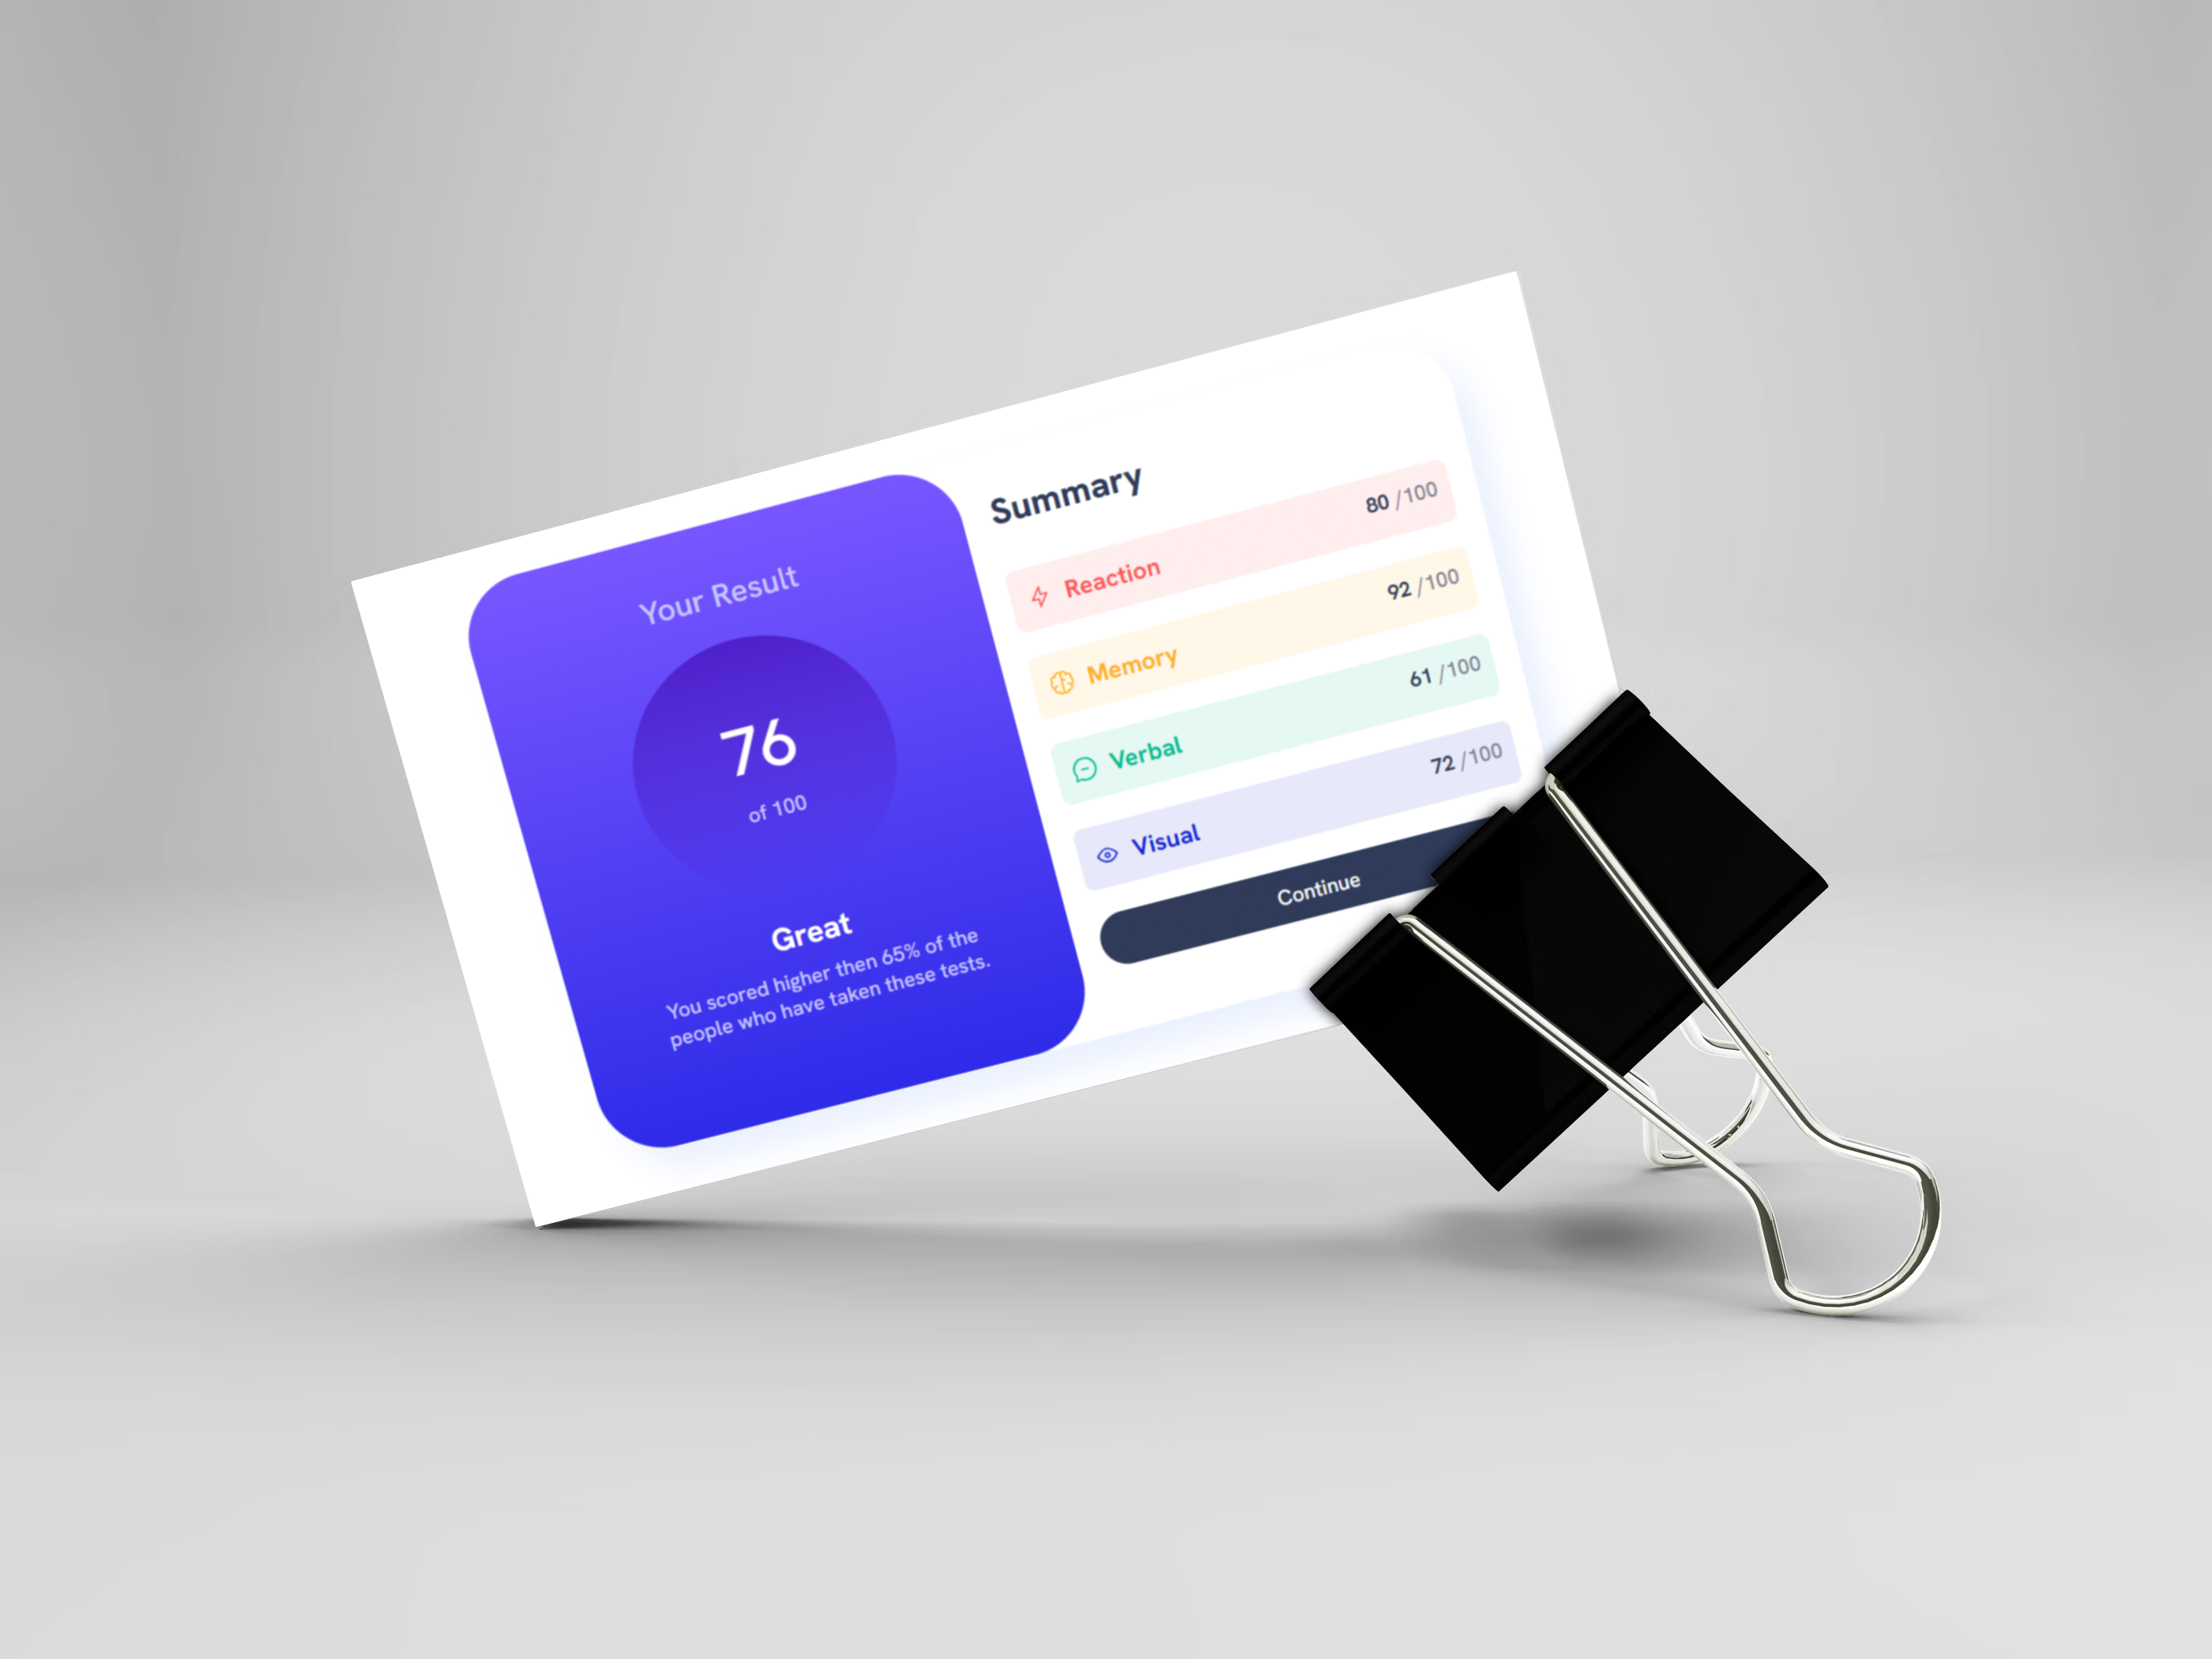 Your Result
76
of 100
Great
You scored higher then 65% of the
people who have taken these tests.
Summary
Reaction 80 /100
Memory 92 /100
Verbal 61 /100
Visual 72 /100
Continue